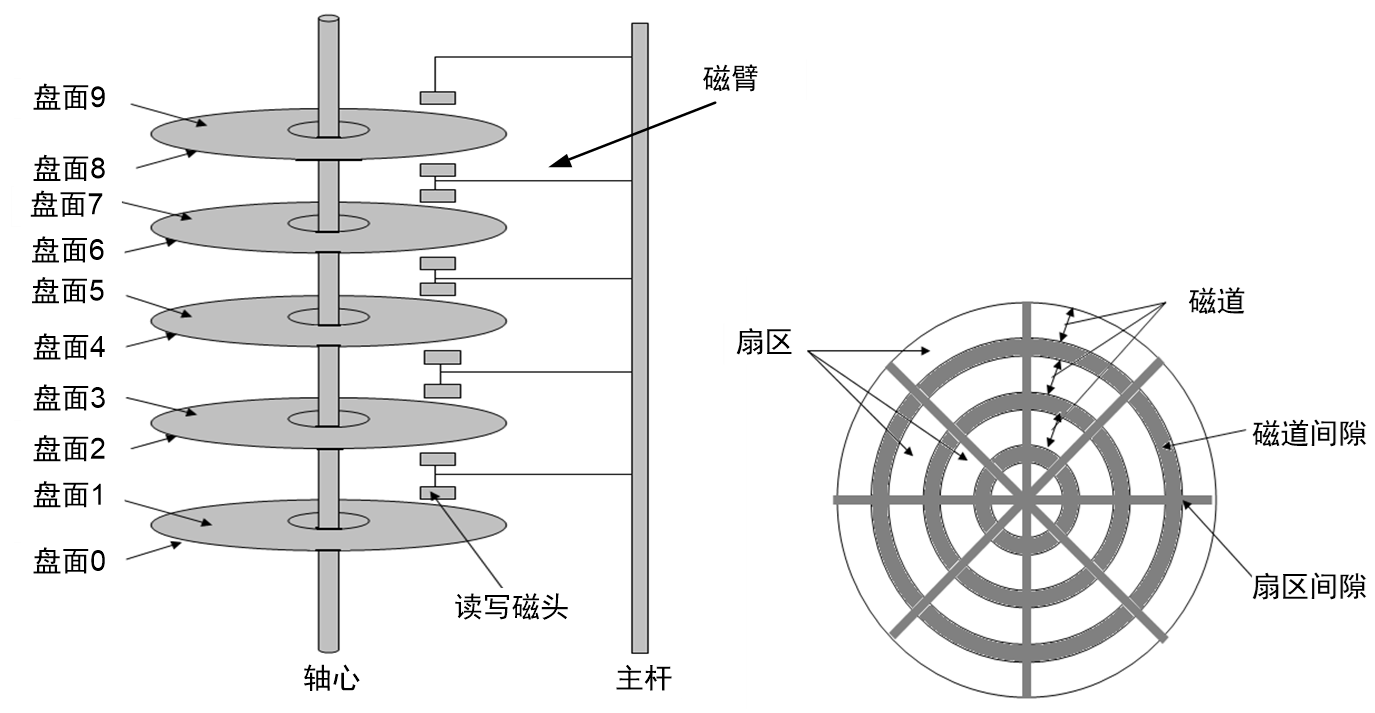 盘面9
盘面8
盘面7
盘面6
盘面5
盘面4
盘面3
盘面2
盘面1
盘面0
磁臂
读写磁头
轴心
主杆
磁道
扇区
磁道间隙
扇区间隙